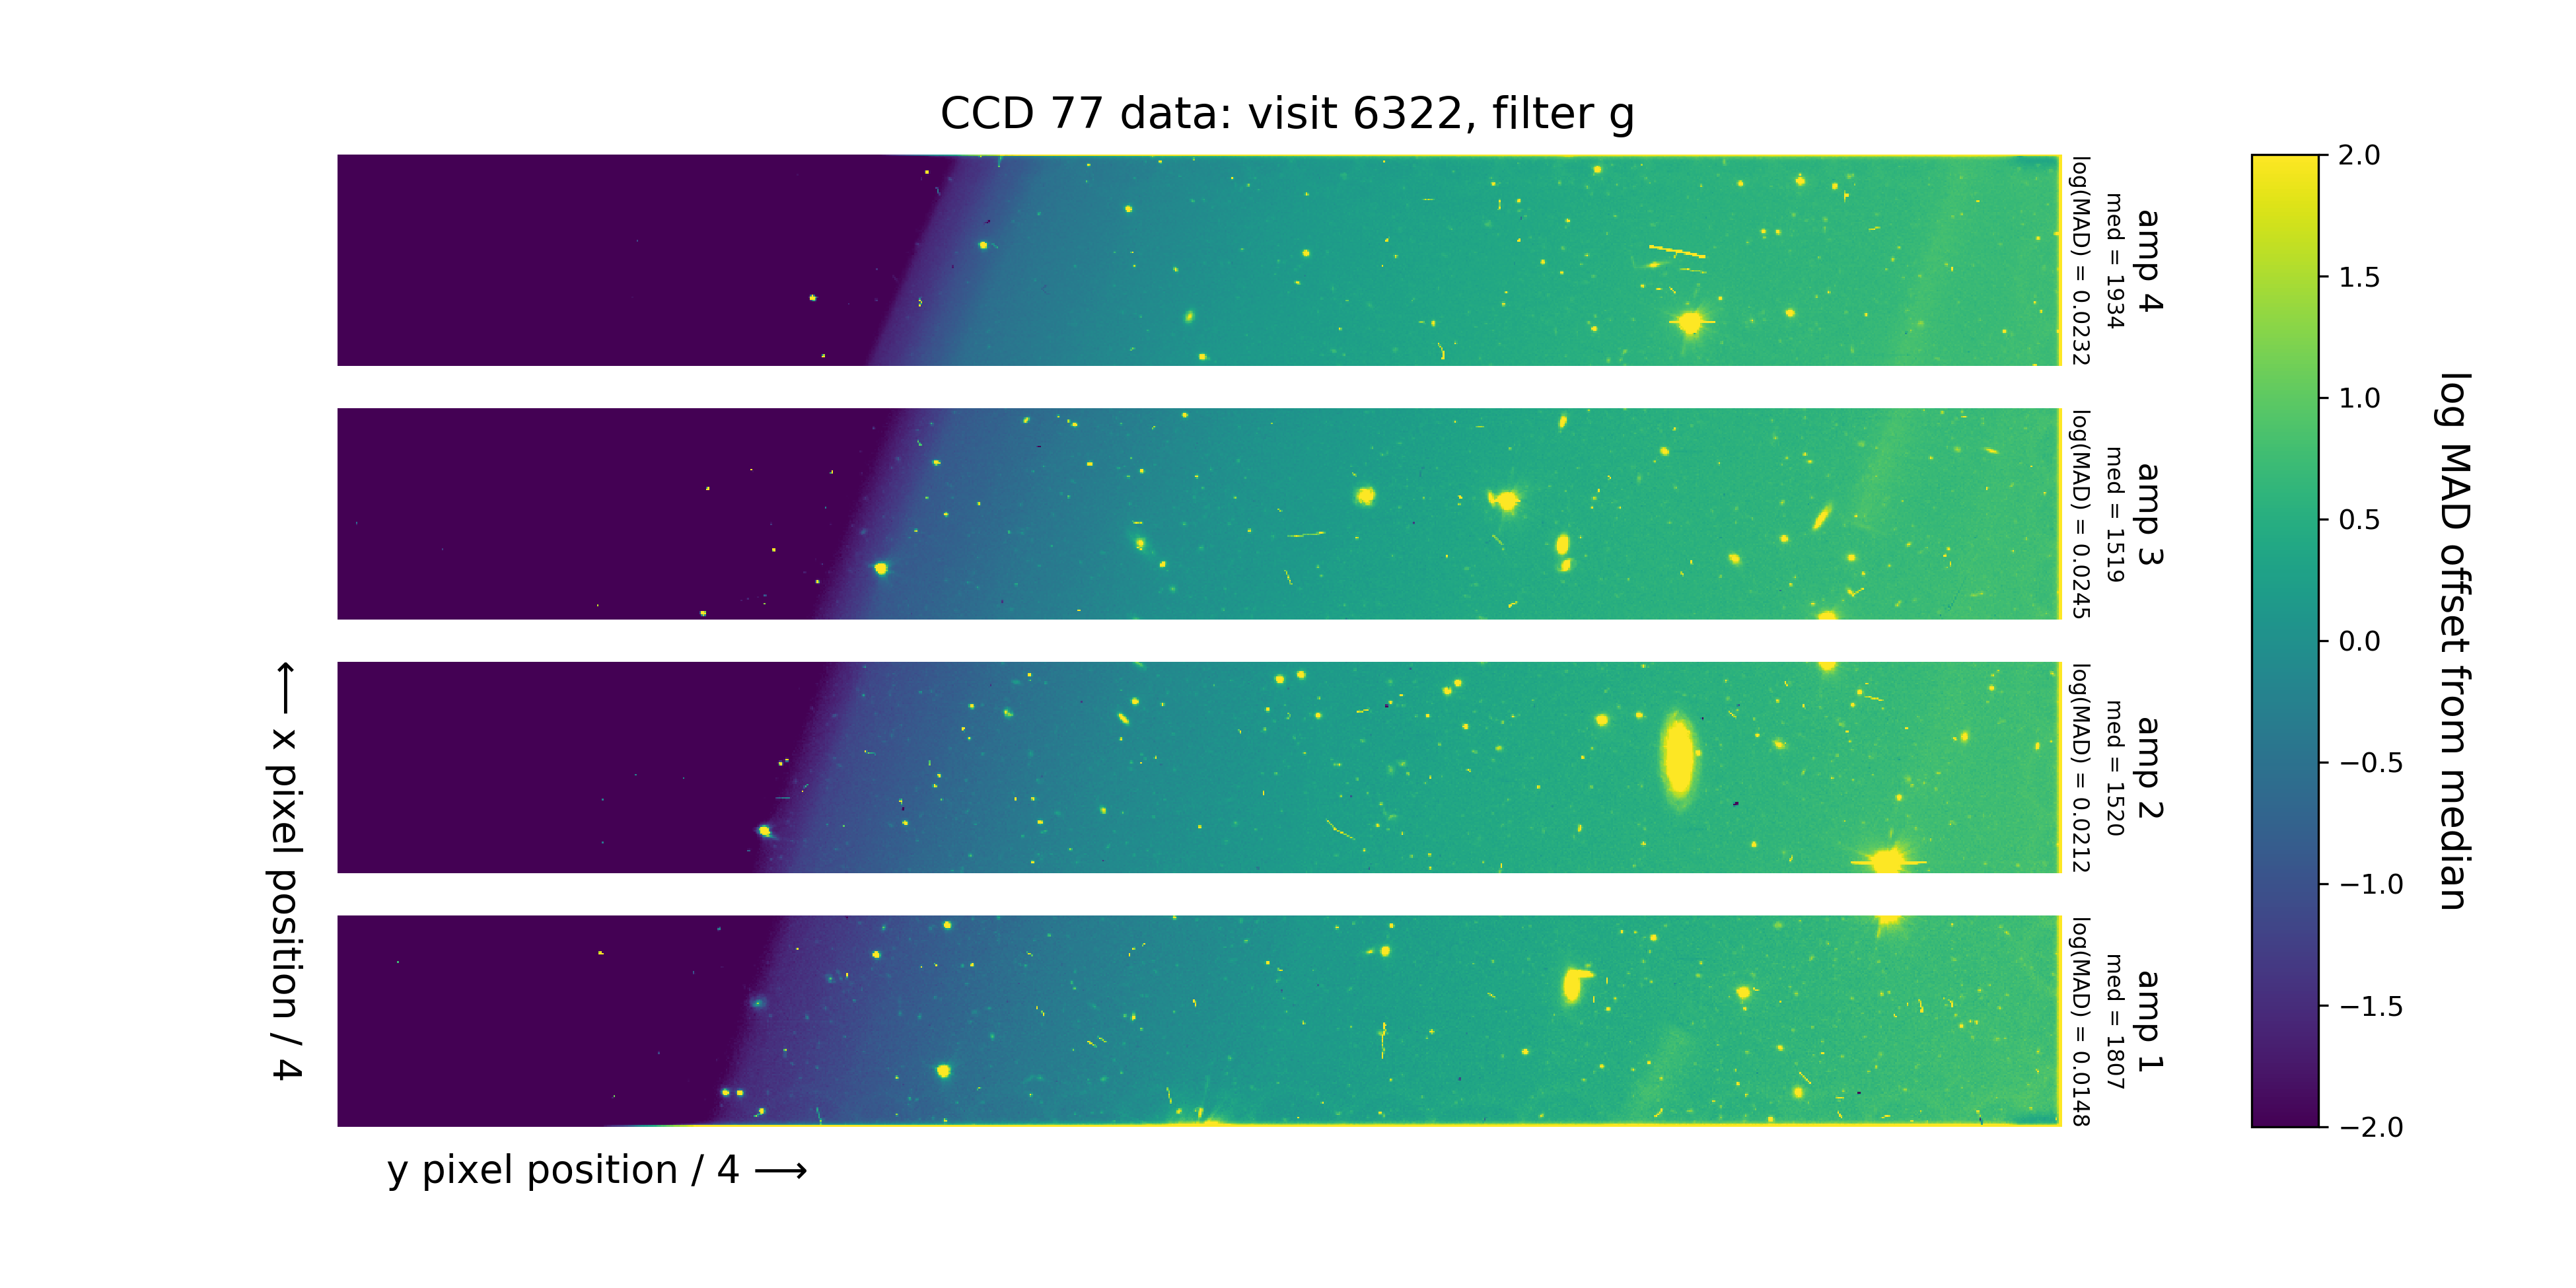 CCD 77 data: visit 6322, filter g
amp 4
med = 1934
log(MAD) = 0.0232
amp 3
med = 1519
log(MAD) = 0.0245
amp 2
med = 1520
log(MAD) = 0.0212
amp 1
med = 1807
log(MAD) = 0.0148
⟵ x pixel position / 4
y pixel position / 4 ⟶
2.0
1.5
1.0
0.5
0.0
−0.5
−1.0
−1.5
−2.0
log MAD offset from median